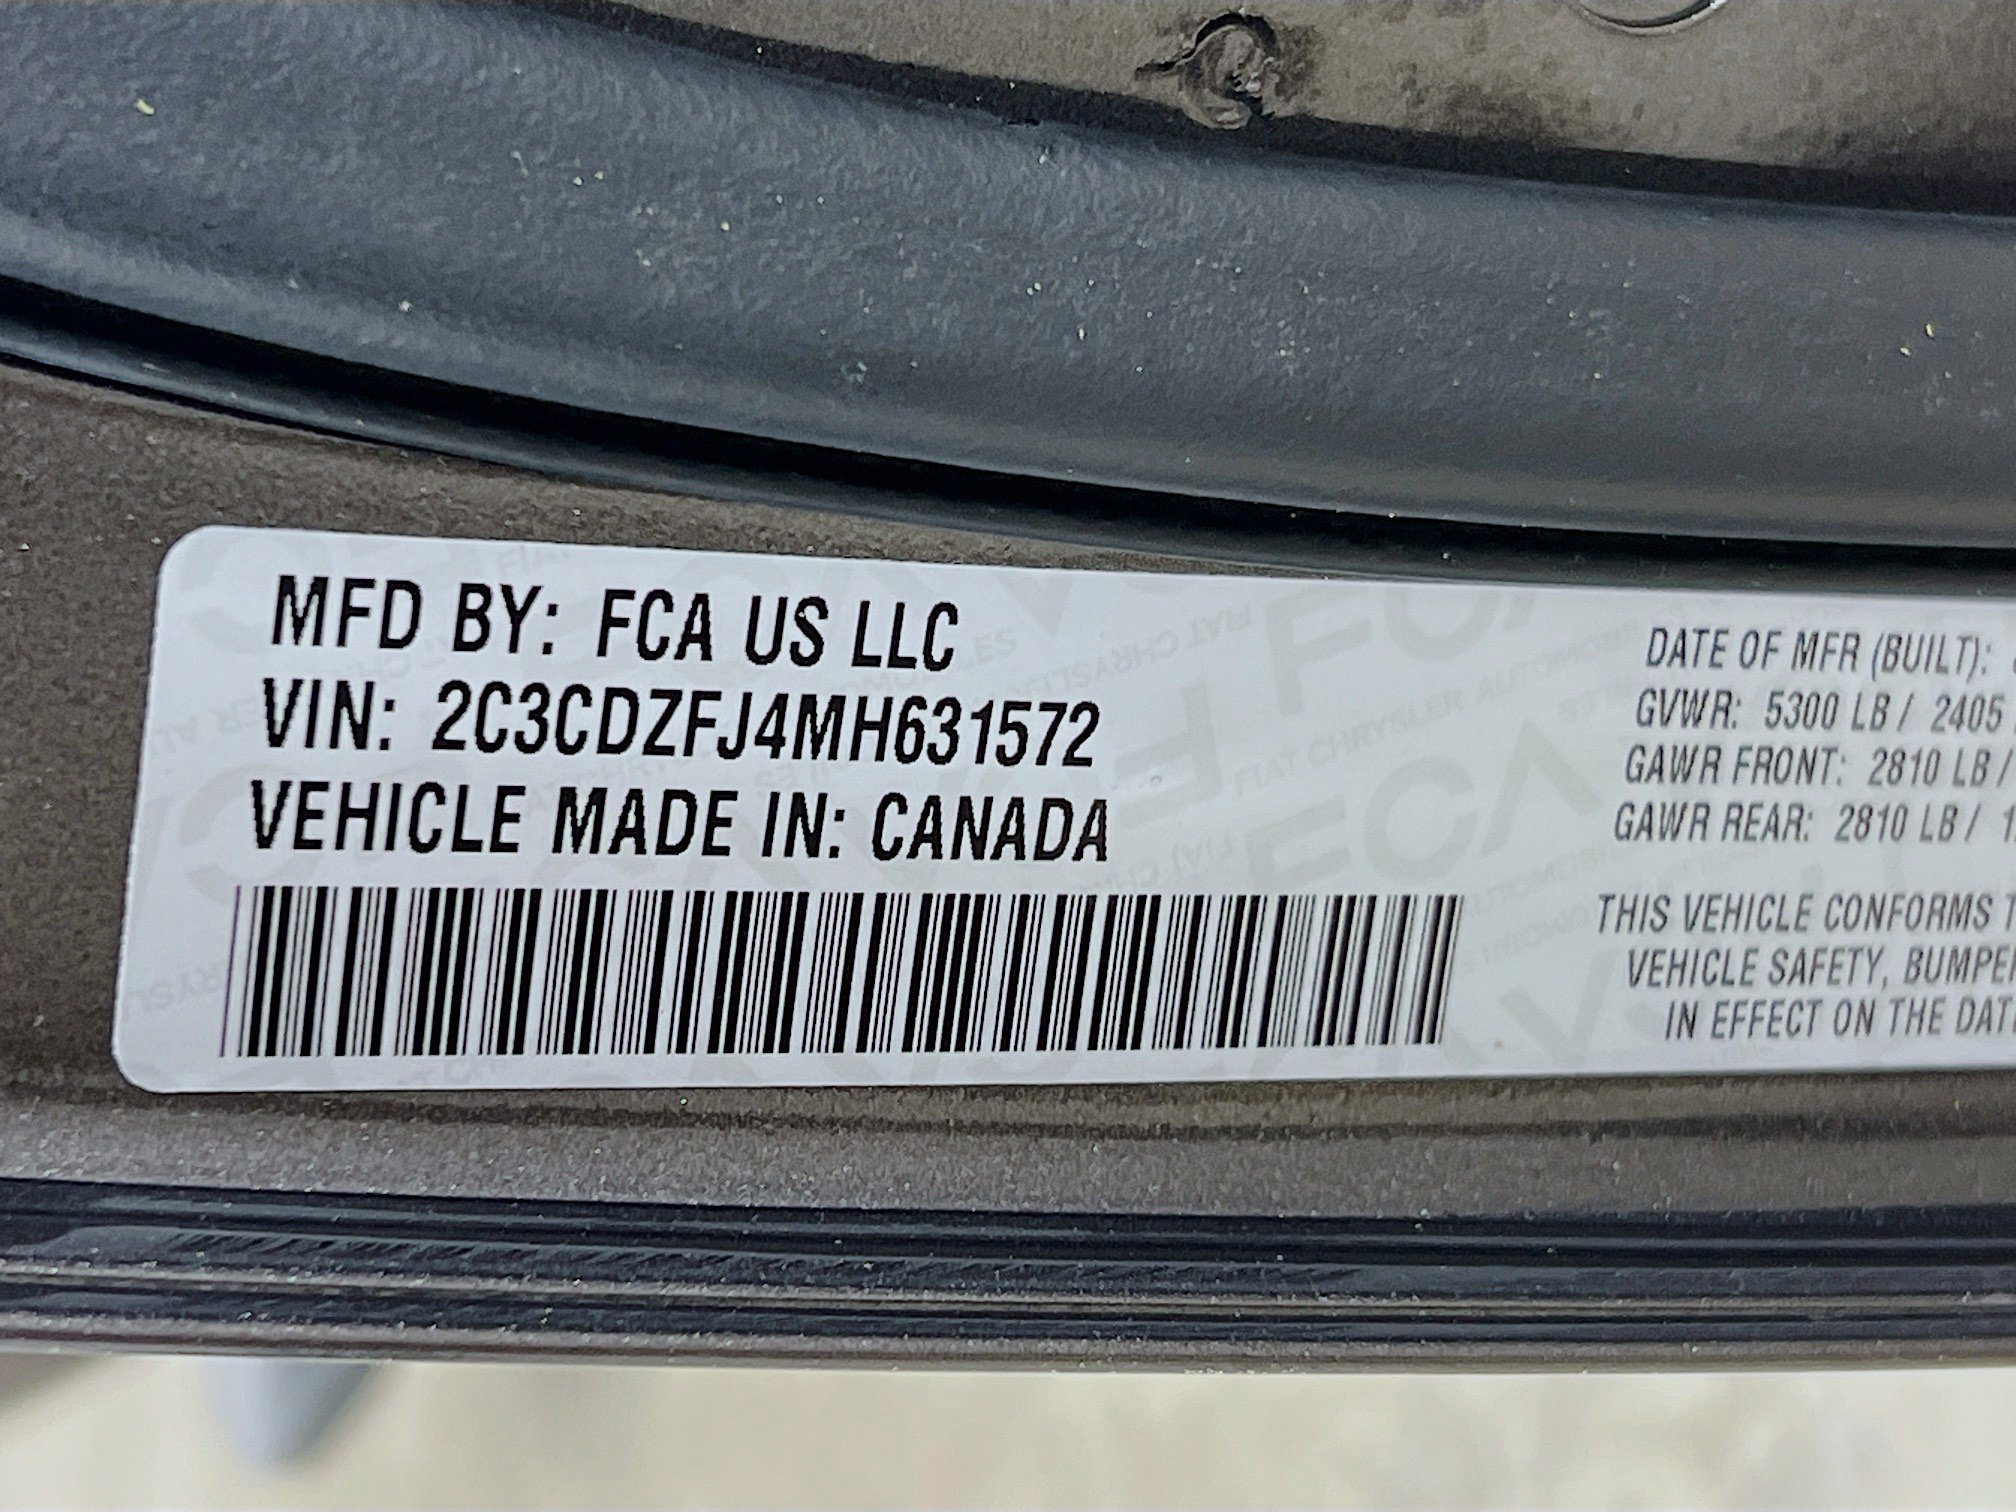 MFD BY: FCA US LLC
VIN: 2C3CDZFJ4MH631572
VEHICLE MADE IN: CANADA
DATE OF MFR (BUILT):
GVWR: 5300 LB / 2405
GAWR FRONT: 2810 LB /
GAWR REAR: 2810 LB /
THIS VEHICLE CONFORMS
VEHICLE SAFETY, BUMPER
IN EFFECT ON THE DAT